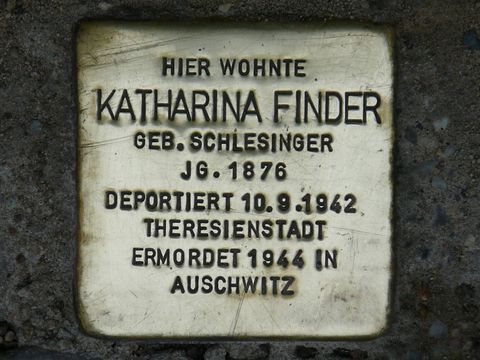 HIER WOHNTE
KATHARINA FINDER
GEB. SCHLESINGER
JG. 1876
DEPORTIERT 10.9.1942
THERESIENSTADT
ERMORDET 1944 IN
AUSCHWITZ